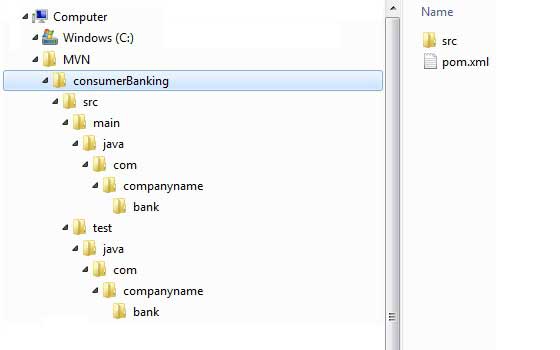 Computer
Windows (C:)
MVN
consumerBanking
src
main
java
com
companyname
bank
test
java
com
companyname
bank
Name
src
pom.xml